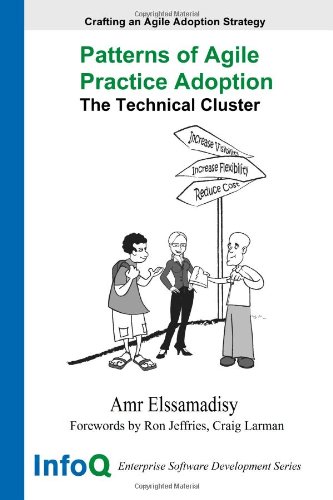 Crafting an Agile Adoption Strategy
Patterns of Agile
Practice Adoption
The Technical Cluster
Increase Visibility
Increase Flexibility
Reduce Cost
Amr Elssamadisy
Forewords by Ron Jeffries, Craig Larman
InfoQ Enterprise Software Development Series